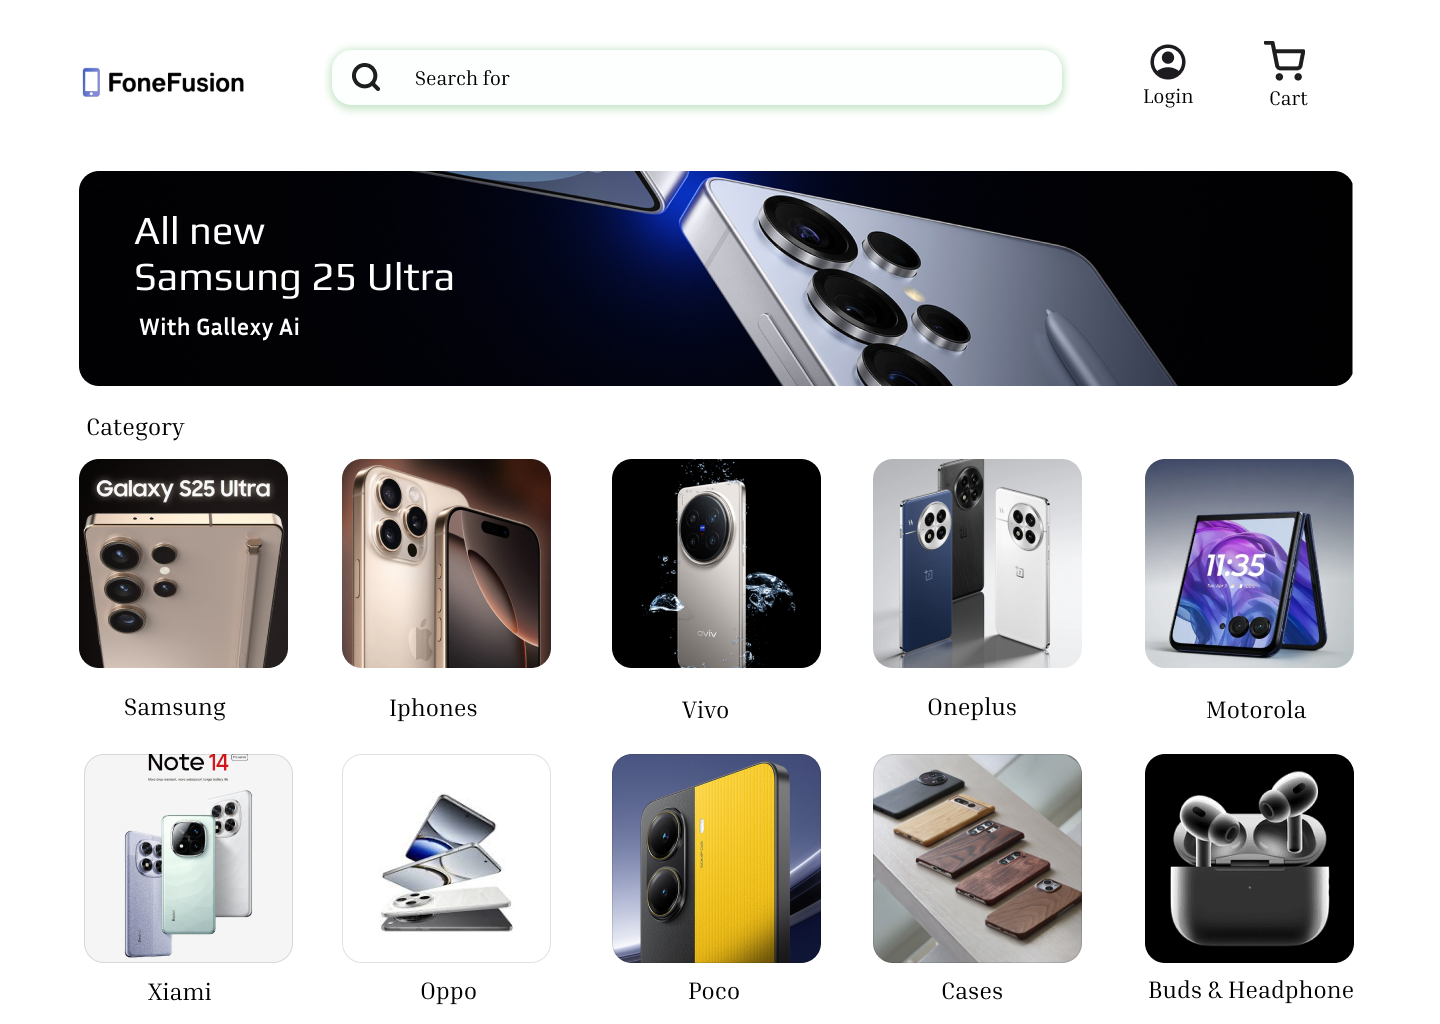 FoneFusion
Search for
Login
Cart
All new
Samsung 25 Ultra
With Gallexy Ai
Category
Galaxy S25 Ultra
vivo
11:35
Samsung
Iphones
Vivo
Oneplus
Motorola
Note 14
Xiami
Oppo
Poco
Cases
Buds & Headphone